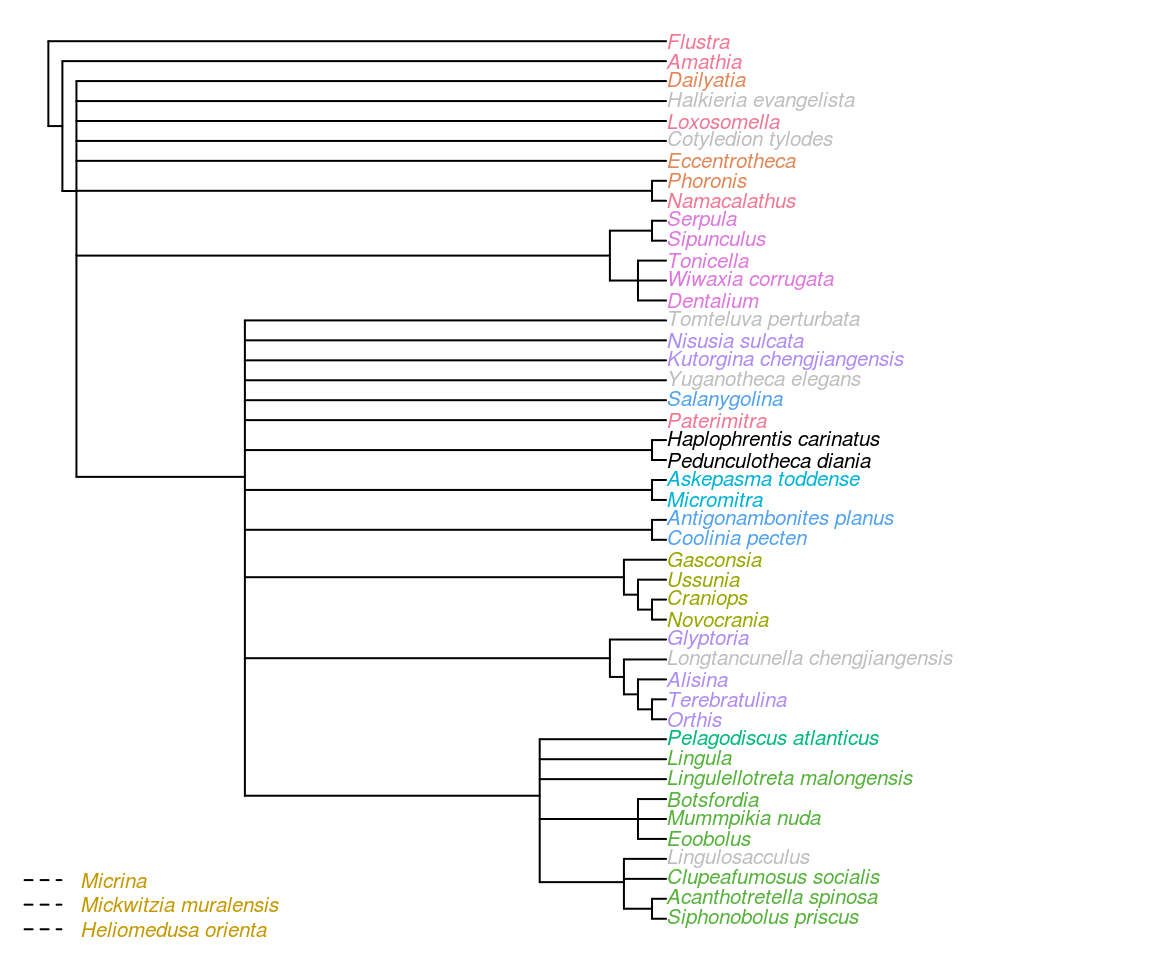 Flustra
Amathia
Dailyatia
Halkieria evangelista
Loxosomella
Cotyledion tylodes
Eccentrotheca
Phoronis
Namacalathus
Serpula
Sipunculus
Tonicella
Wiwaxia corrugata
Dentalium
Tomteluva perturbata
Nisusia sulcata
Kutorgina chengjiangensis
Yuganotheca elegans
Salanygolina
Paterimitra
Haplophrentis carinatus
Pedunculotheca diania
Askepasma toddense
Micromitra
Antigonambonites planus
Coolinia pecten
Gasconsia
Ussunia
Craniops
Novocrania
Glyptoria
Longtancunella chengjiangensis
Alisina
Terebratulina
Orthis
Pelagodiscus atlanticus
Lingula
Lingulellotreta malongensis
Botsfordia
Mummpikia nuda
Eoobolus
Lingulosacculus
Clupeafumosus socialis
Acanthotretella spinosa
Siphonobolus priscus
Micrina
Mickwitzia muralensis
Heliomedusa orienta